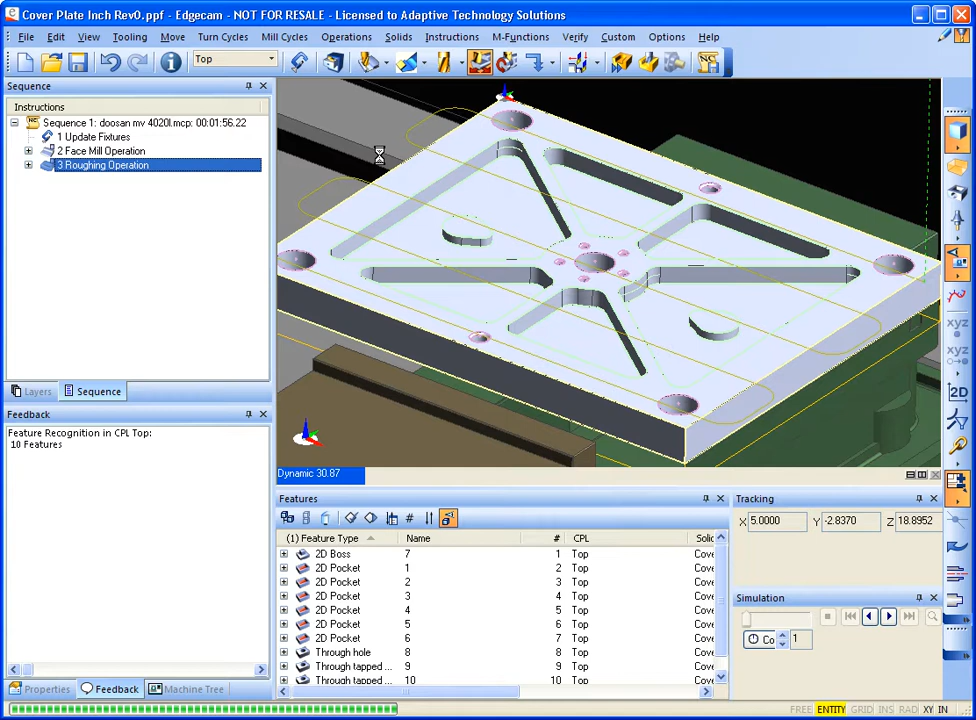 Cover Plate Inch Rev0.ppf - Edgecam - NOT FOR RESALE - Licensed to Adaptive Technology Solutions
File Edit View Tooling Move Turn Cycles Mill Cycles Operations Solids Instructions M-Functions Verify Custom Options Help
Top
Sequence
Instructions
Sequence 1: doosan mv 4020l.mcp: 00:01:56.22
1 Update Fixtures
2 Face Mill Operation
3 Roughing Operation
Layers Sequence
Feedback
Feature Recognition in CPL Top:
10 Features
Properties Feedback Machine Tree
Dynamic 30.87
Features
(1) Feature Type Name # CPL Solid
2D Boss 7 1 Top Cove
2D Pocket 1 2 Top Cove
2D Pocket 2 3 Top Cove
2D Pocket 3 4 Top Cove
2D Pocket 4 5 Top Cove
2D Pocket 5 6 Top Cove
2D Pocket 6 7 Top Cove
Through hole 8 8 Top Cove
Through tapped ... 9 9 Top Cove
Through tapped ... 10 10 Top Cove
Tracking
X 5.0000 Y -2.8370 Z 18.8952
Simulation
Co 1
xyz
xyz
2D
FREE ENTITY GRID INS RAD XY IN